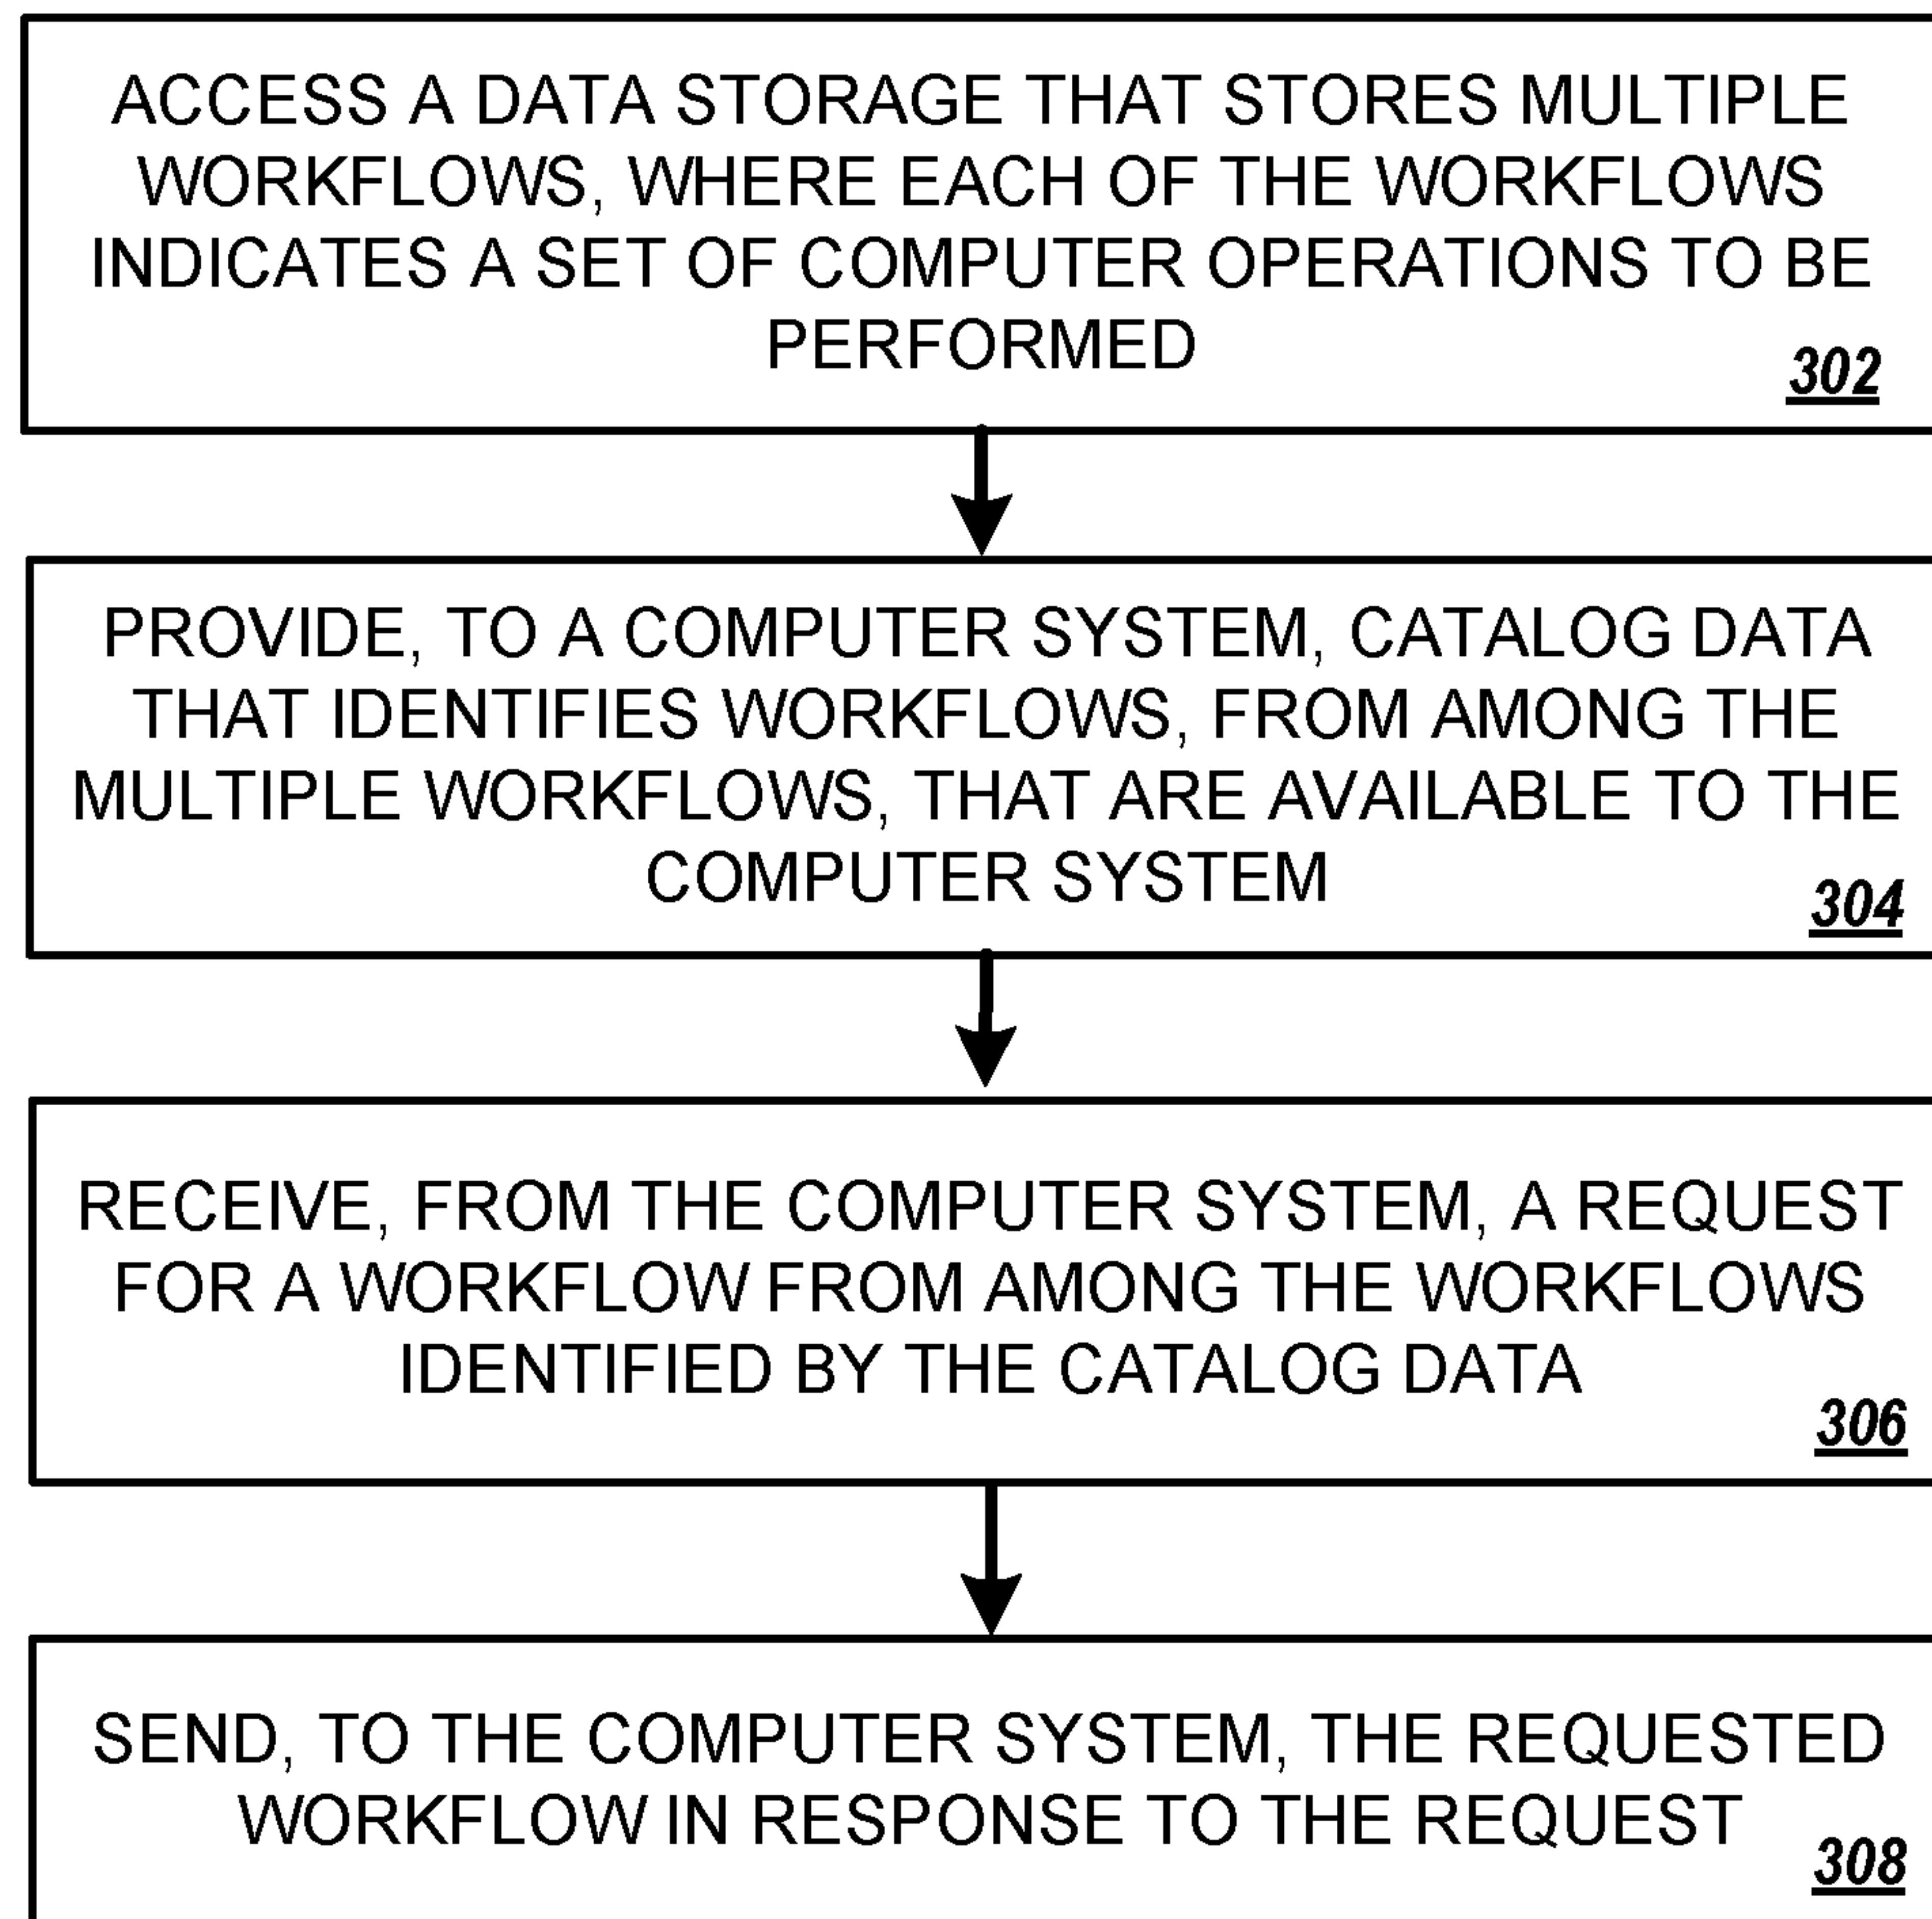 ACCESS A DATA STORAGE THAT STORES MULTIPLE
WORKFLOWS, WHERE EACH OF THE WORKFLOWS
INDICATES A SET OF COMPUTER OPERATIONS TO BE
PERFORMED
302
PROVIDE, TO A COMPUTER SYSTEM, CATALOG DATA
THAT IDENTIFIES WORKFLOWS, FROM AMONG THE
MULTIPLE WORKFLOWS, THAT ARE AVAILABLE TO THE
COMPUTER SYSTEM
304
RECEIVE, FROM THE COMPUTER SYSTEM, A REQUEST
FOR A WORKFLOW FROM AMONG THE WORKFLOWS
IDENTIFIED BY THE CATALOG DATA
306
SEND, TO THE COMPUTER SYSTEM, THE REQUESTED
WORKFLOW IN RESPONSE TO THE REQUEST
308